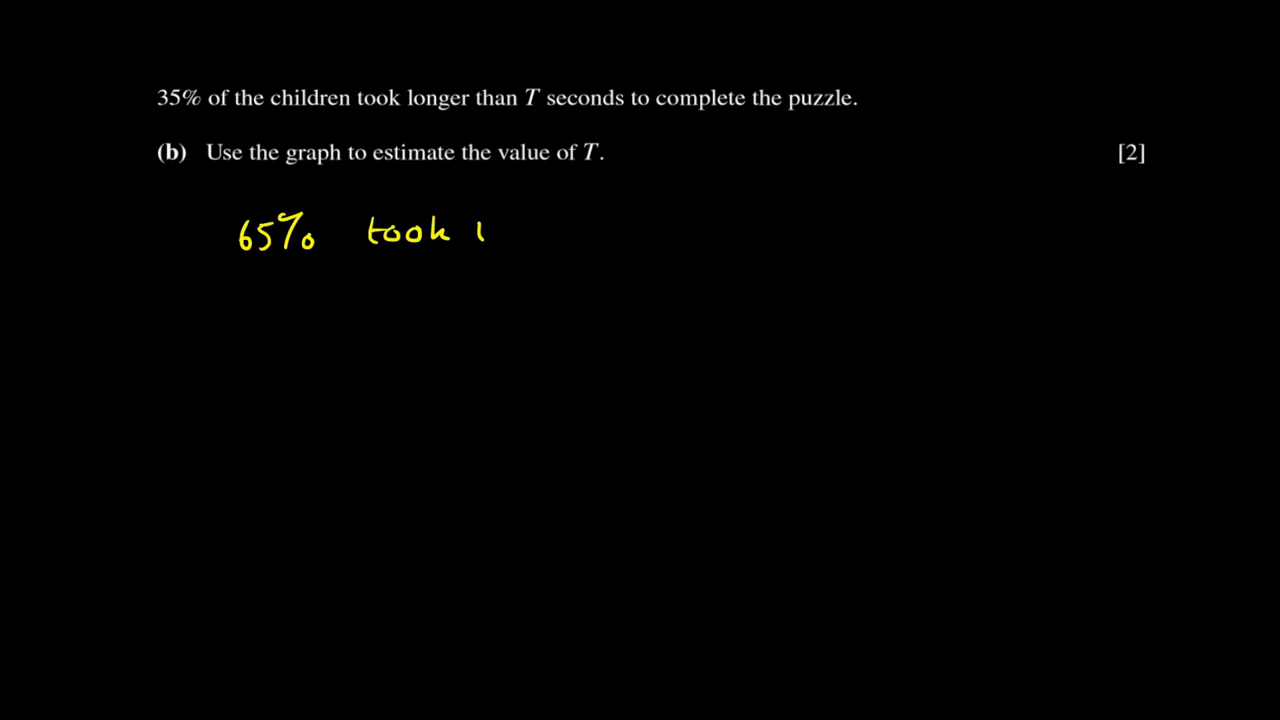 35% of the children took longer than T seconds to complete the puzzle.
(b) Use the graph to estimate the value of T. [2]
65% took